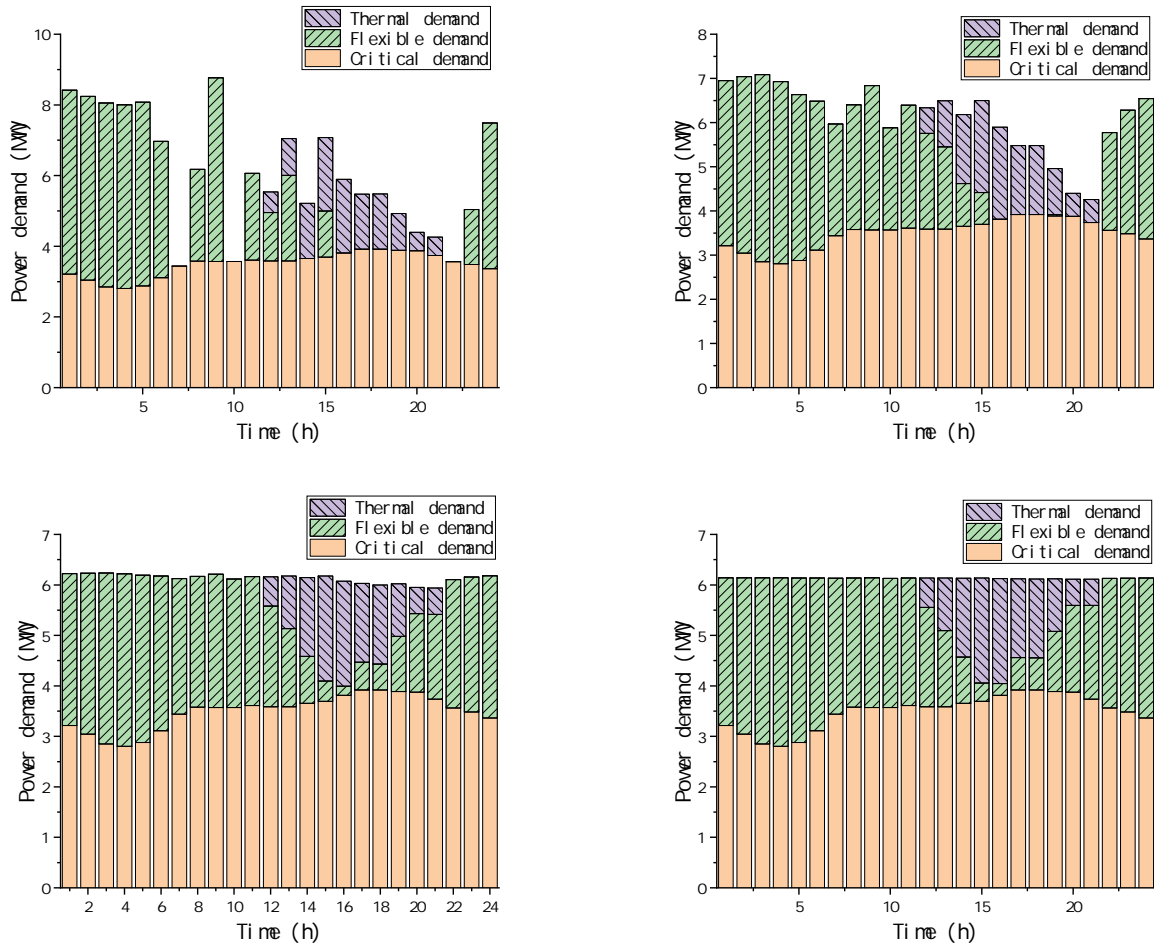 Thermal demand
Flexible demand
Critical demand
10
8
6
4
2
0
Power demand (MW)
5 10 15 20
Time (h)
Thermal demand
Flexible demand
Critical demand
8
7
6
5
4
3
2
1
0
Power demand (MW)
5 10 15 20
Time (h)
Thermal demand
Flexible demand
Critical demand
7
6
5
4
3
2
1
0
Power demand (MW)
2 4 6 8 10 12 14 16 18 20 22 24
Time (h)
Thermal demand
Flexible demand
Critical demand
7
6
5
4
3
2
1
0
Power demand (MW)
5 10 15 20
Time (h)